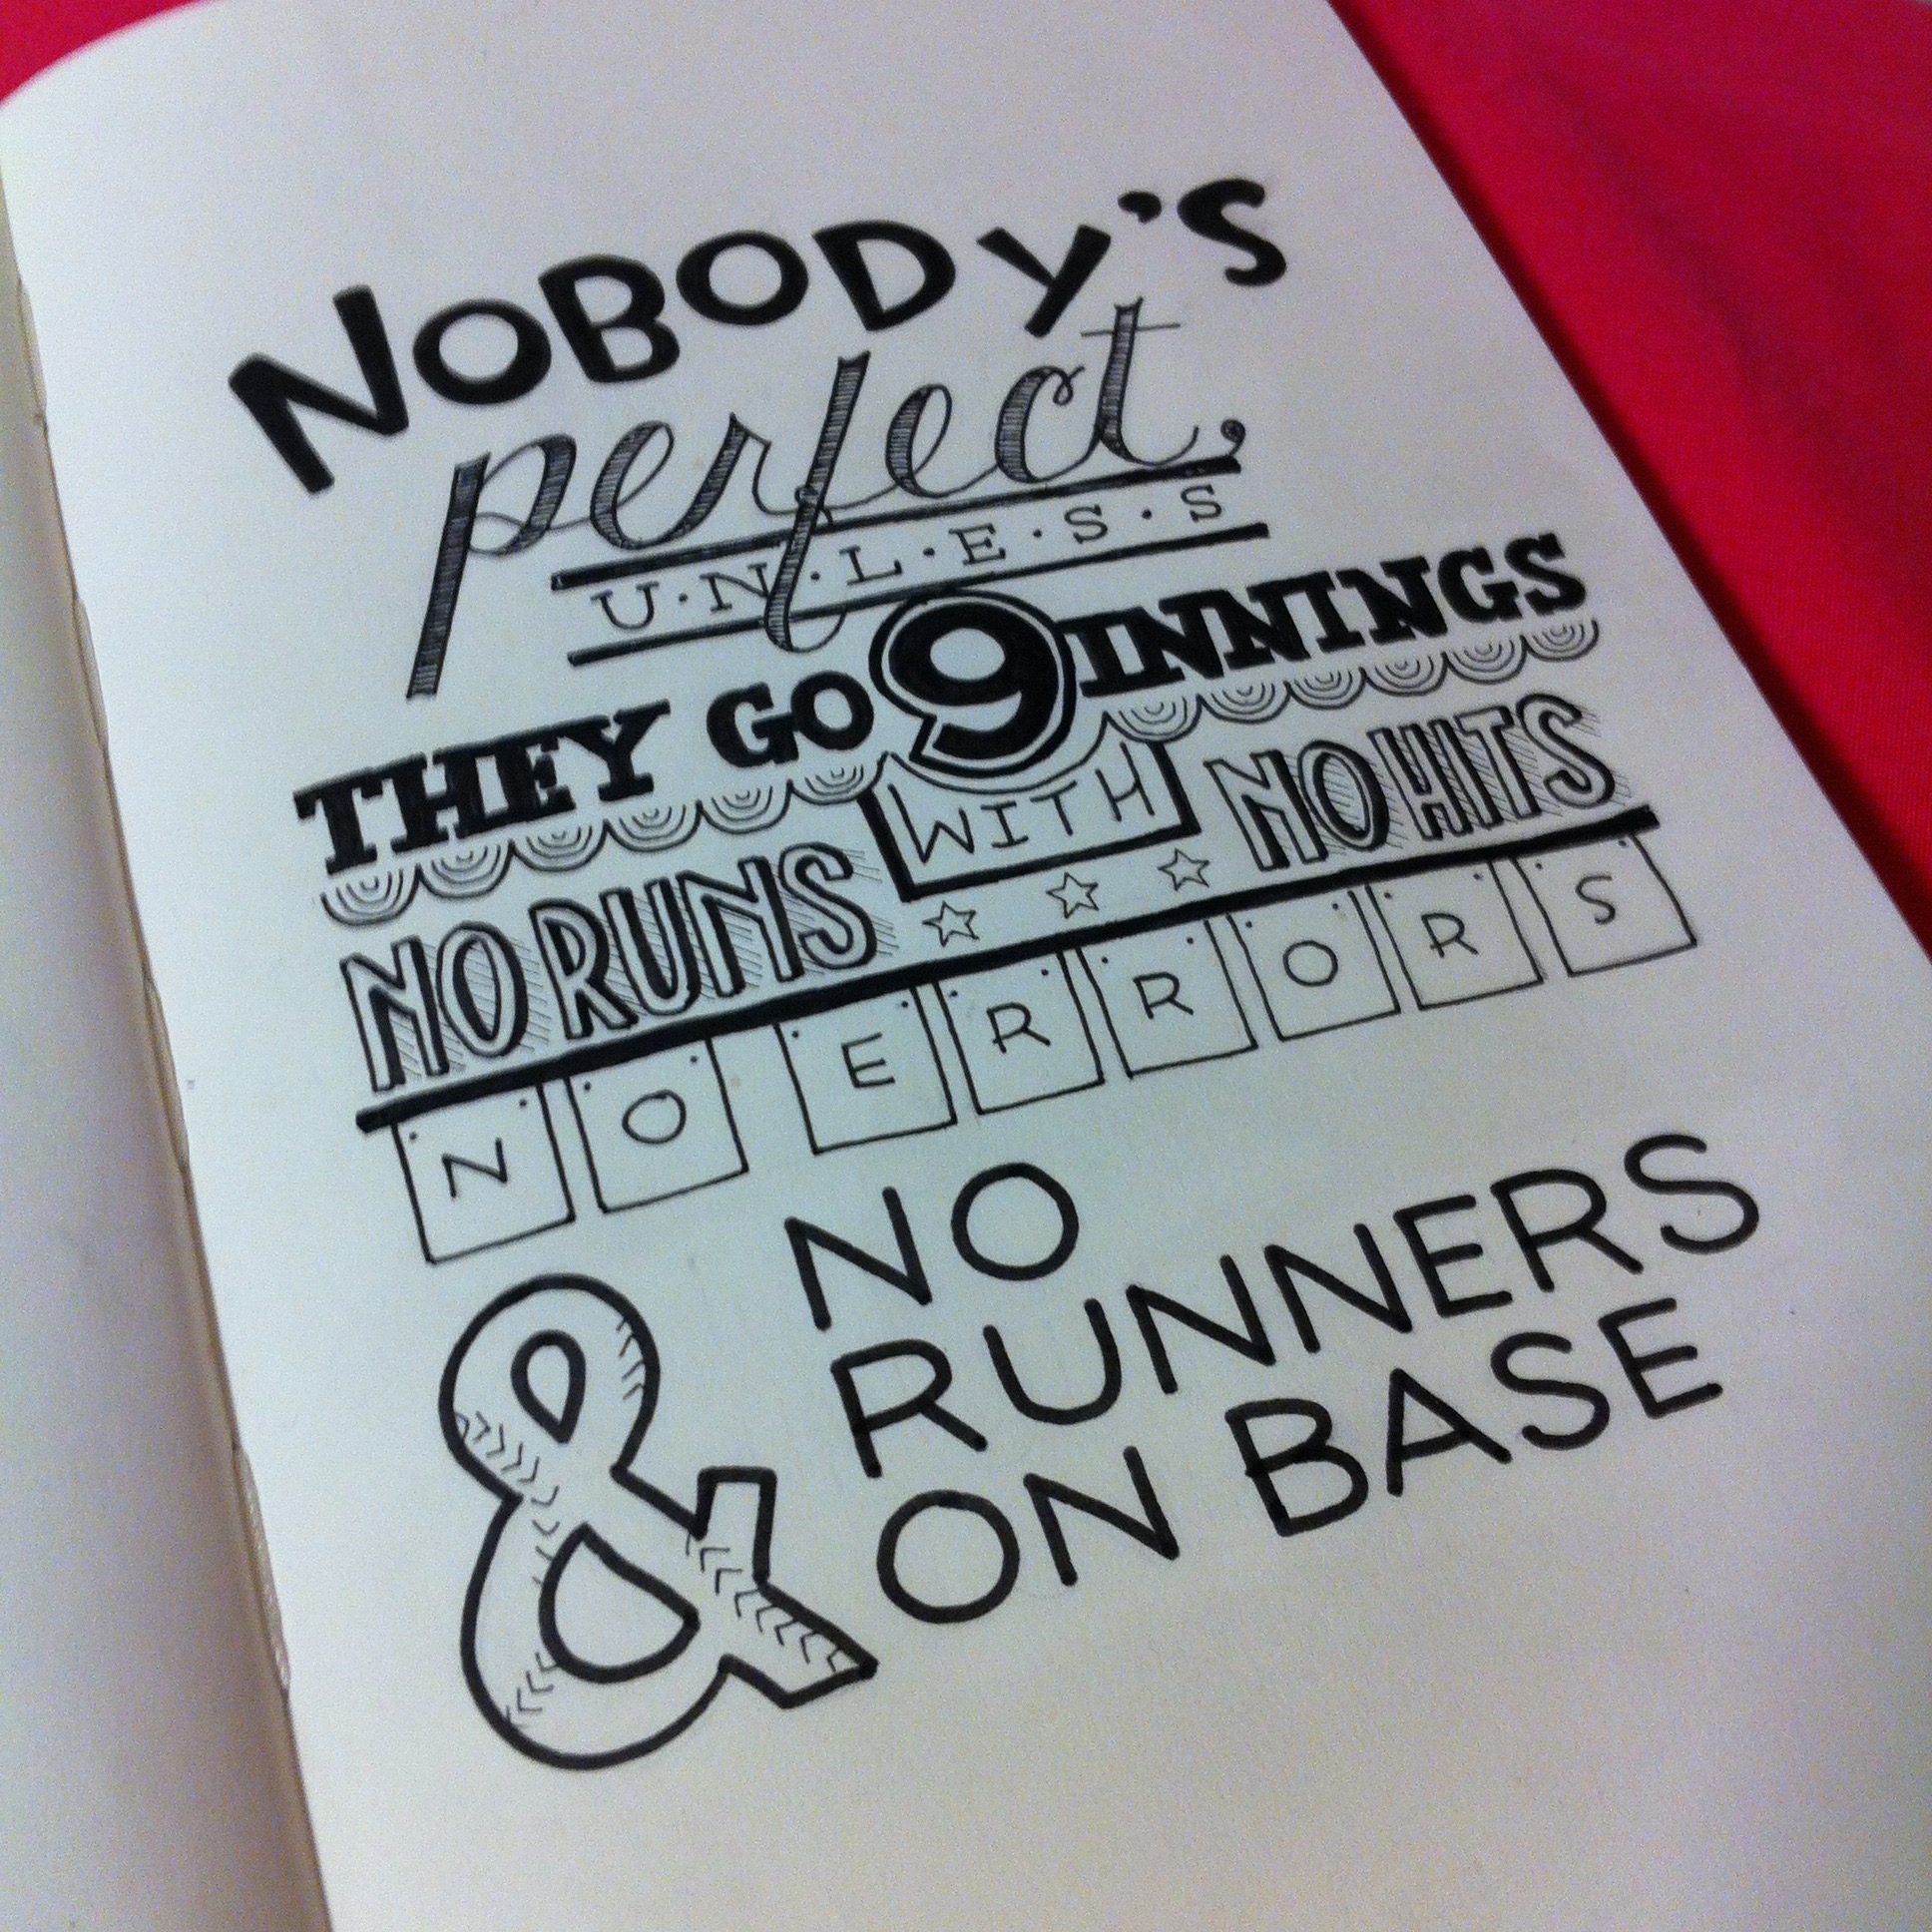 NOBODY'S
perfect,
U·N·L·E·S·S
THEY GO 9 INNINGS
WITH
NO RUNS NO HITS
NO ERRORS
& NO
RUNNERS
ON BASE